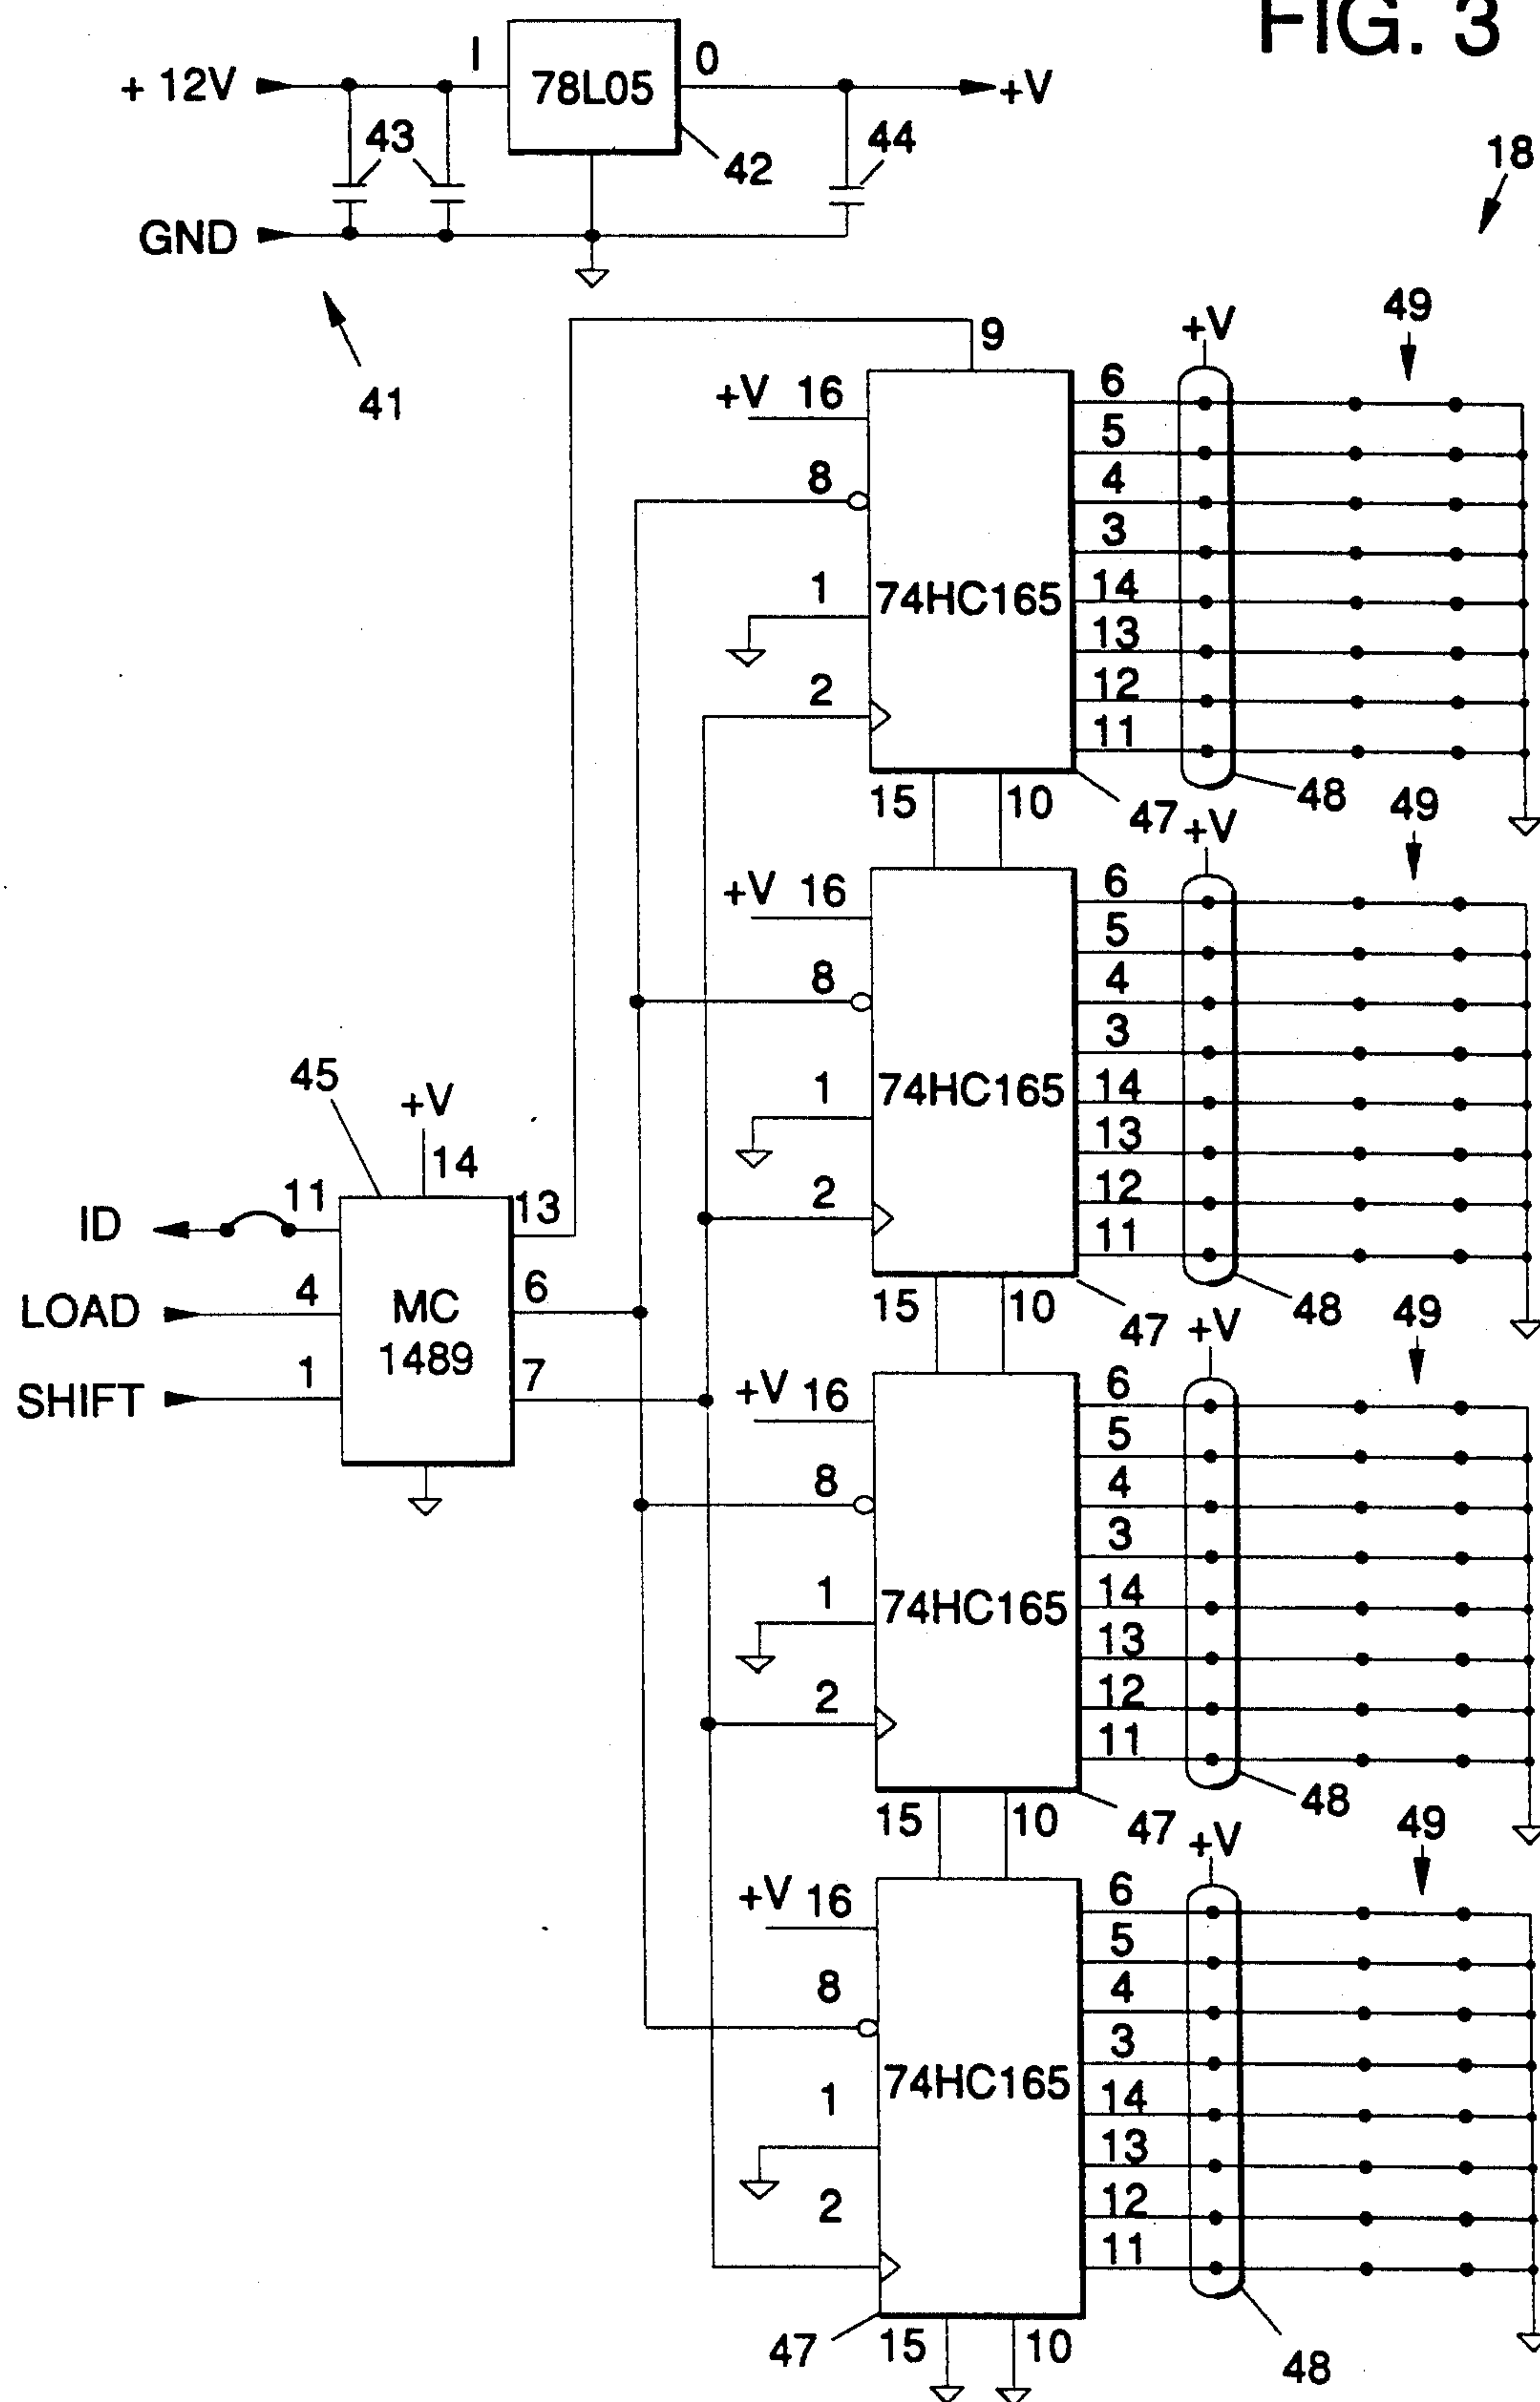 FIG. 3
I 0
+ 12V 78L05 +V
43 44
42 18
GND
41
9 +V 49
+V 16 6
5
8 4
3
1 74HC165 14
13
2 12
11
15 10 47 48
+V 49
+V 16 6
5
8 4
3
1 74HC165 14
13
2 12
11
15 10 47 48
45 +V
14
ID 11 13
LOAD 4 MC 6
1489
SHIFT 1 7
+V 49
+V 16 6
5
8 4
3
1 74HC165 14
13
2 12
11
15 10 47 48
+V 49
+V 16 6
5
8 4
3
1 74HC165 14
13
2 12
11
47 15 10 48